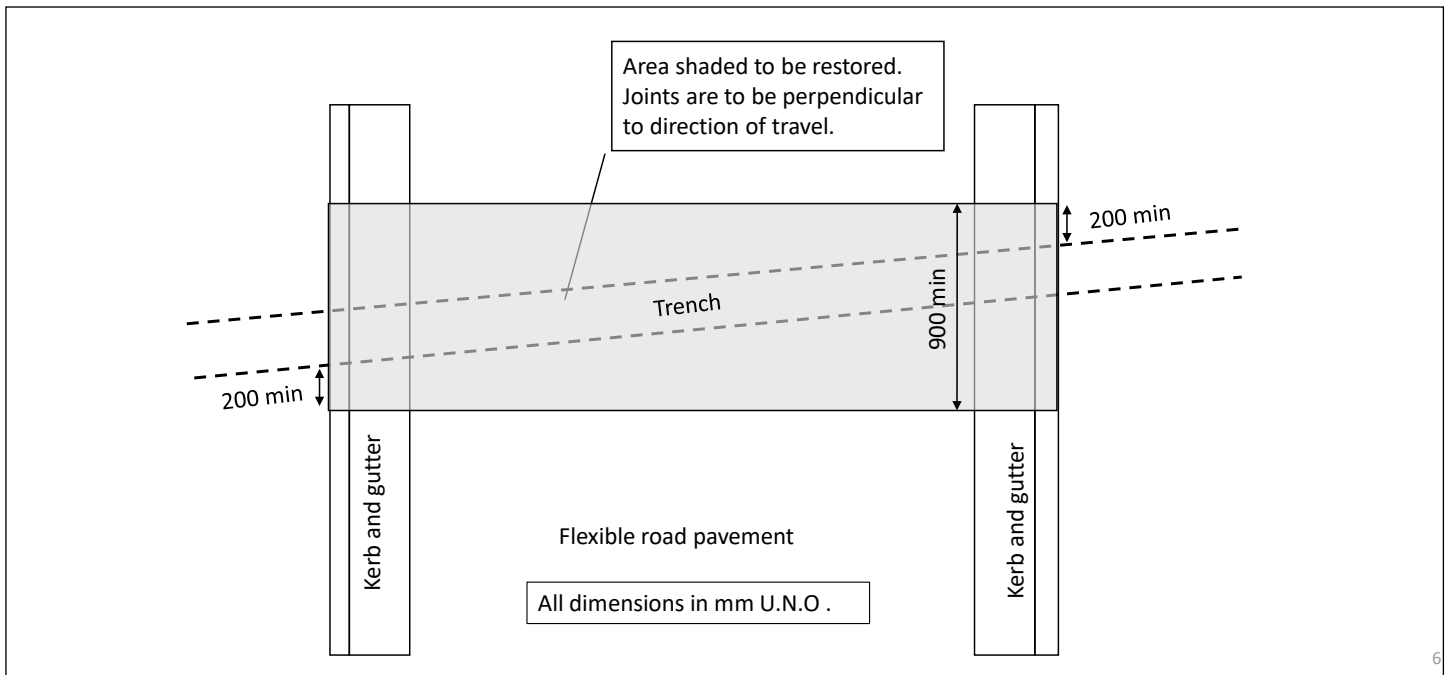 Area shaded to be restored.
Joints are to be perpendicular
to direction of travel.
200 min
Trench
900 min
200 min
Kerb and gutter
Kerb and gutter
Flexible road pavement
All dimensions in mm U.N.O .
6